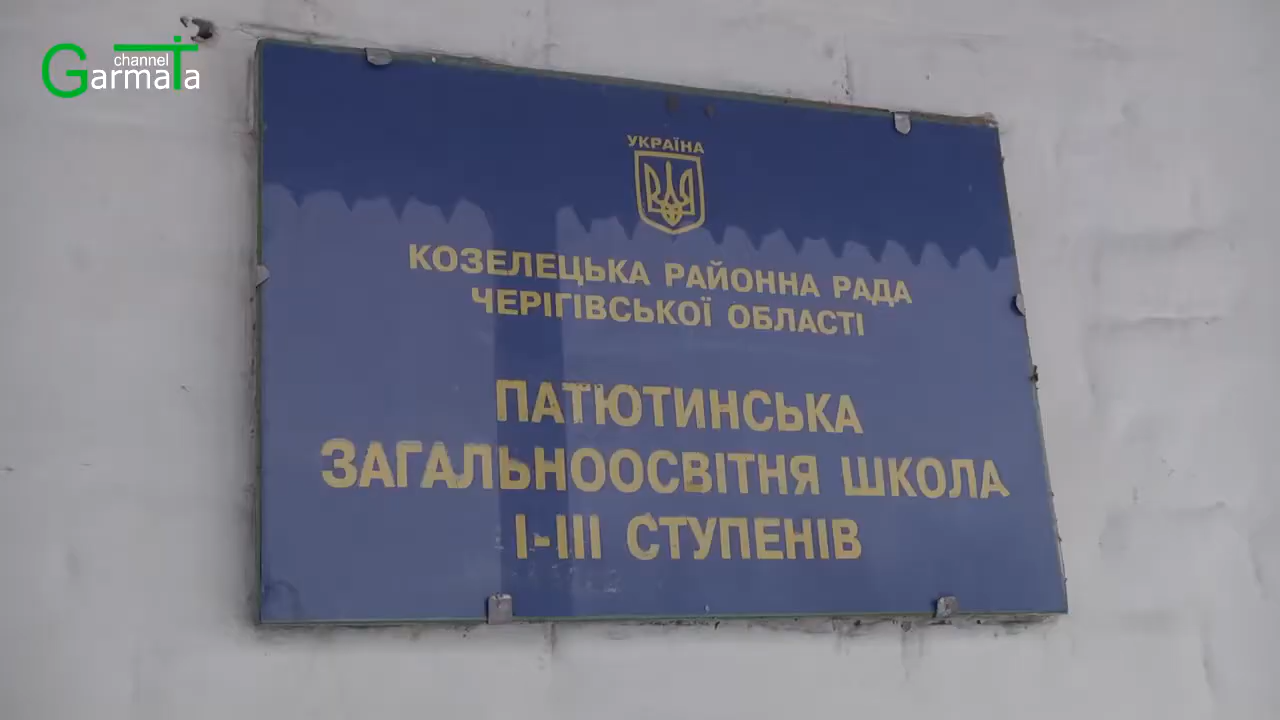 channel
GarmaTa
УКРАЇНА
КОЗЕЛЕЦЬКА РАЙОННА РАДА
ЧЕРІГІВСЬКОЇ ОБЛАСТІ
ПАТЮТИНСЬКА
ЗАГАЛЬНООСВІТНЯ ШКОЛА
І-ІІІ СТУПЕНІВ